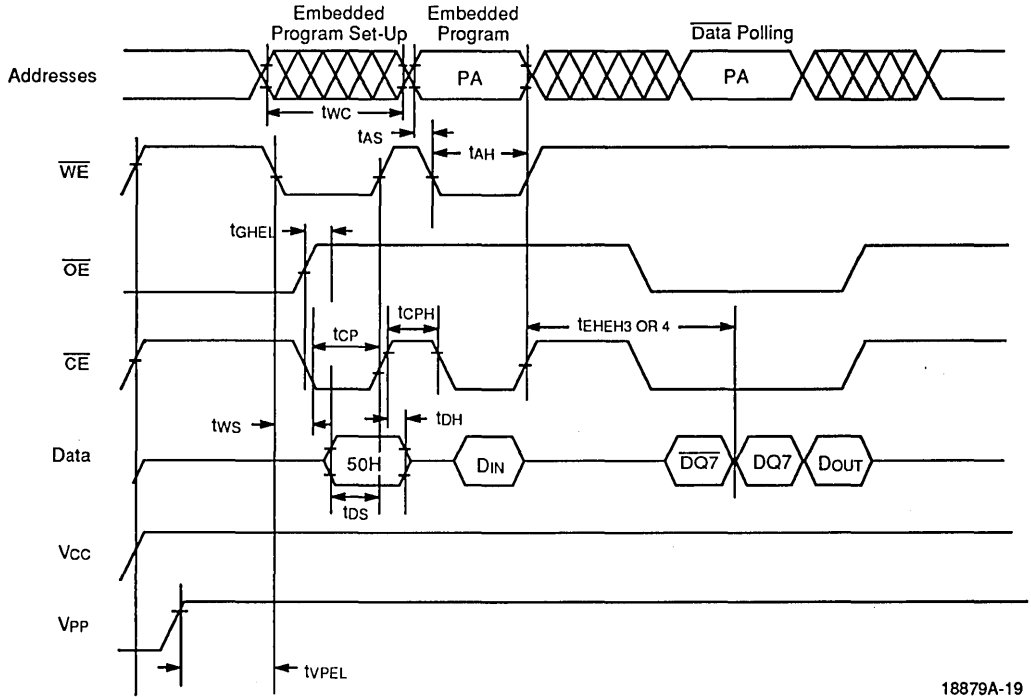 Embedded
Program Set-Up
Embedded
Program
Data Polling
Addresses
PA
PA
tWC
tAS
tAH
WE
tGHEL
OE
tCP
tCPH
tEHEH3 OR 4
CE
tWS
tDH
Data
50H
DIN
DQ7
DQ7
DOUT
tDS
VCC
VPP
tVPEL
18879A-19